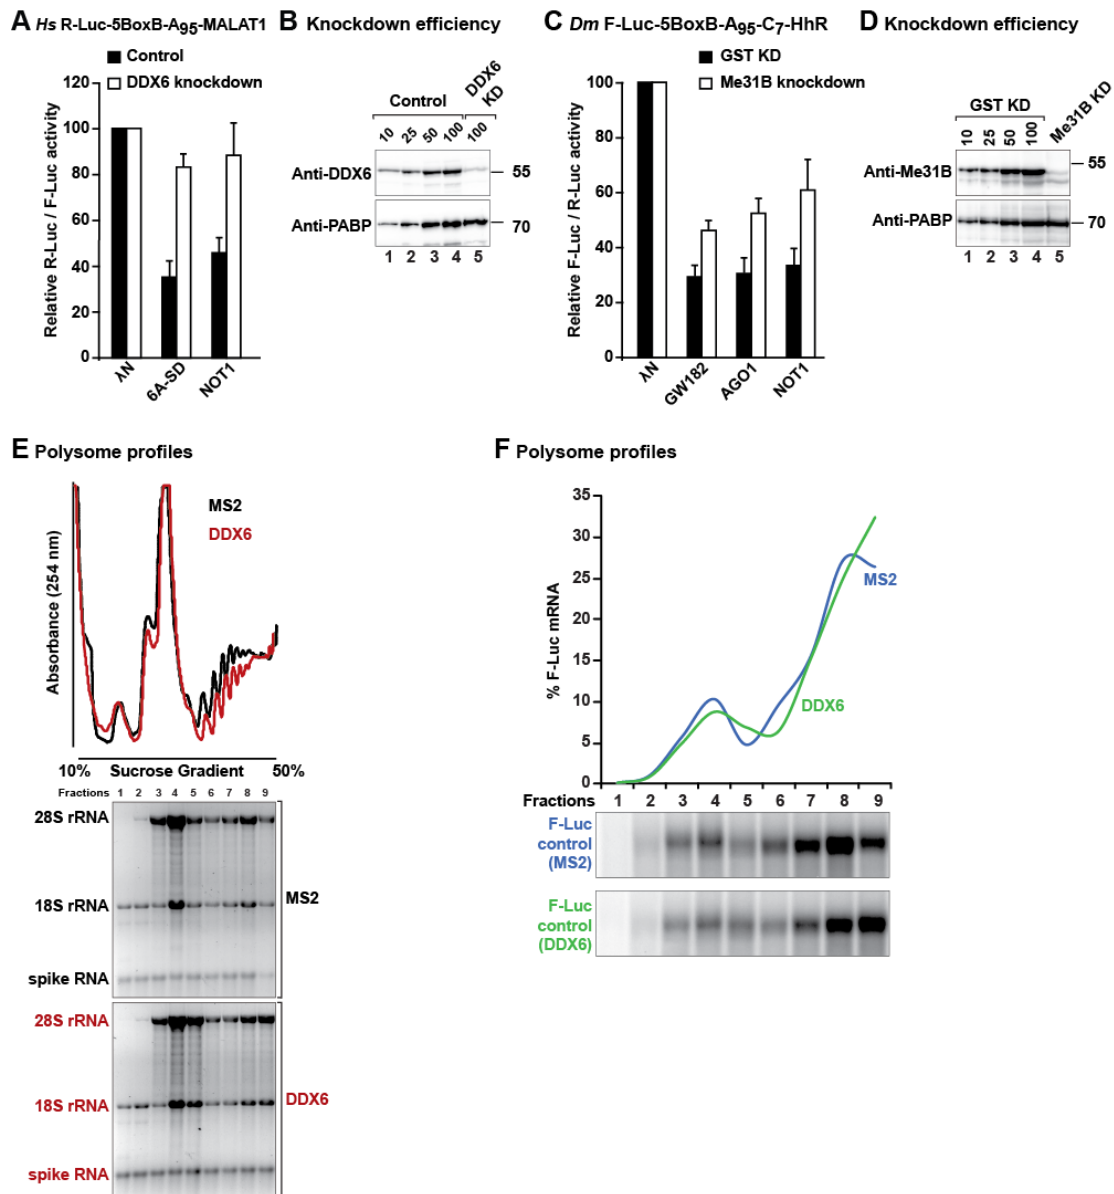 A Hs R-Luc-5BoxB-A95-MALAT1
Control
DDX6 knockdown
Relative R-Luc / F-Luc activity
120
100
80
60
40
20
0
λN
6A-SD
NOT1
B Knockdown efficiency
Control
DDX6
KD
10 25 50 100 100
Anti-DDX6
55
Anti-PABP
70
1 2 3 4 5
C Dm F-Luc-5BoxB-A95-C7-HhR
GST KD
Me31B knockdown
Relative F-Luc / R-Luc activity
100
80
60
40
20
0
λN
GW182
AGO1
NOT1
D Knockdown efficiency
GST KD
Me31B KD
10 25 50 100
Anti-Me31B
55
Anti-PABP
70
1 2 3 4 5
E Polysome profiles
MS2
DDX6
Absorbance (254 nm)
10% Sucrose Gradient 50%
Fractions
1 2 3 4 5 6 7 8 9
28S rRNA
18S rRNA
spike RNA
MS2
28S rRNA
18S rRNA
spike RNA
DDX6
F Polysome profiles
% F-Luc mRNA
35
30
25
20
15
10
5
0
MS2
DDX6
Fractions 1 2 3 4 5 6 7 8 9
F-Luc
control
(MS2)
F-Luc
control
(DDX6)